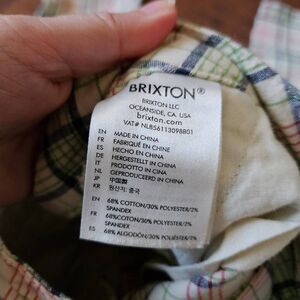 BRIXTON®
BRIXTON LLC
OCEANSIDE, CA. USA
brixton.com
VAT# NL856113098B01
EN MADE IN CHINA
FR FABRIQUÉ EN CHINE
ES HECHO EN CHINA
DE HERGESTELLT IN CHINA
IT PRODOTTO IN CINA
NL GEPRODUCEERD IN CHINA
JP 中国製
KR 원산지: 중국
EN 68% COTTON/30% POLYESTER/2%
SPANDEX
FR 68%COTON/30% POLYESTER/2%
SPANDEX
ES 68% ALGODÓN/30% POLIÉSTER/2%